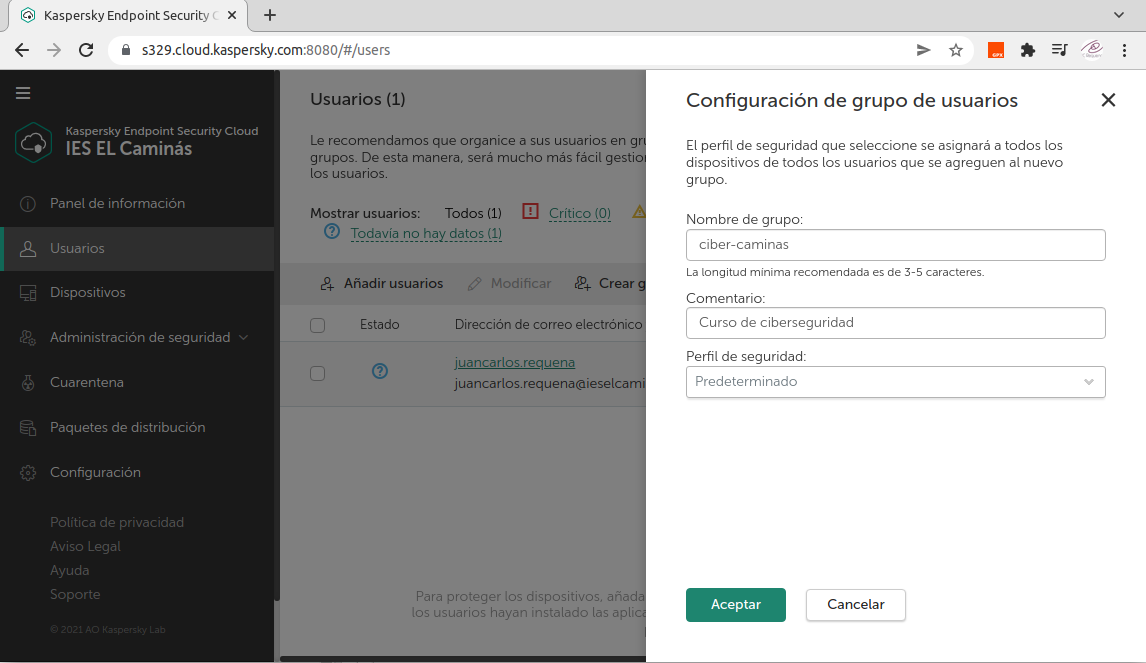 Kaspersky Endpoint Security C
s329.cloud.kaspersky.com:8080/#/users
Kaspersky Endpoint Security Cloud
IES EL Caminás
Panel de información
Usuarios
Dispositivos
Administración de seguridad
Cuarentena
Paquetes de distribución
Configuración
Política de privacidad
Aviso Legal
Ayuda
Soporte
© 2021 AO Kaspersky Lab
Usuarios (1)
Le recomendamos que organice a sus usuarios en gru
grupos. De esta manera, será mucho más fácil gestion
los usuarios.
Mostrar usuarios: Todos (1) Crítico (0)
Todavía no hay datos (1)
Añadir usuarios Modificar Crear g
Estado Dirección de correo electrónico
juancarlos.requena
juancarlos.requena@ieselcami
Para proteger los dispositivos, añada
los usuarios hayan instalado las aplica
Configuración de grupo de usuarios
El perfil de seguridad que seleccione se asignará a todos los
dispositivos de todos los usuarios que se agreguen al nuevo
grupo.
Nombre de grupo:
ciber-caminas
La longitud mínima recomendada es de 3-5 caracteres.
Comentario:
Curso de ciberseguridad
Perfil de seguridad:
Predeterminado
Aceptar Cancelar